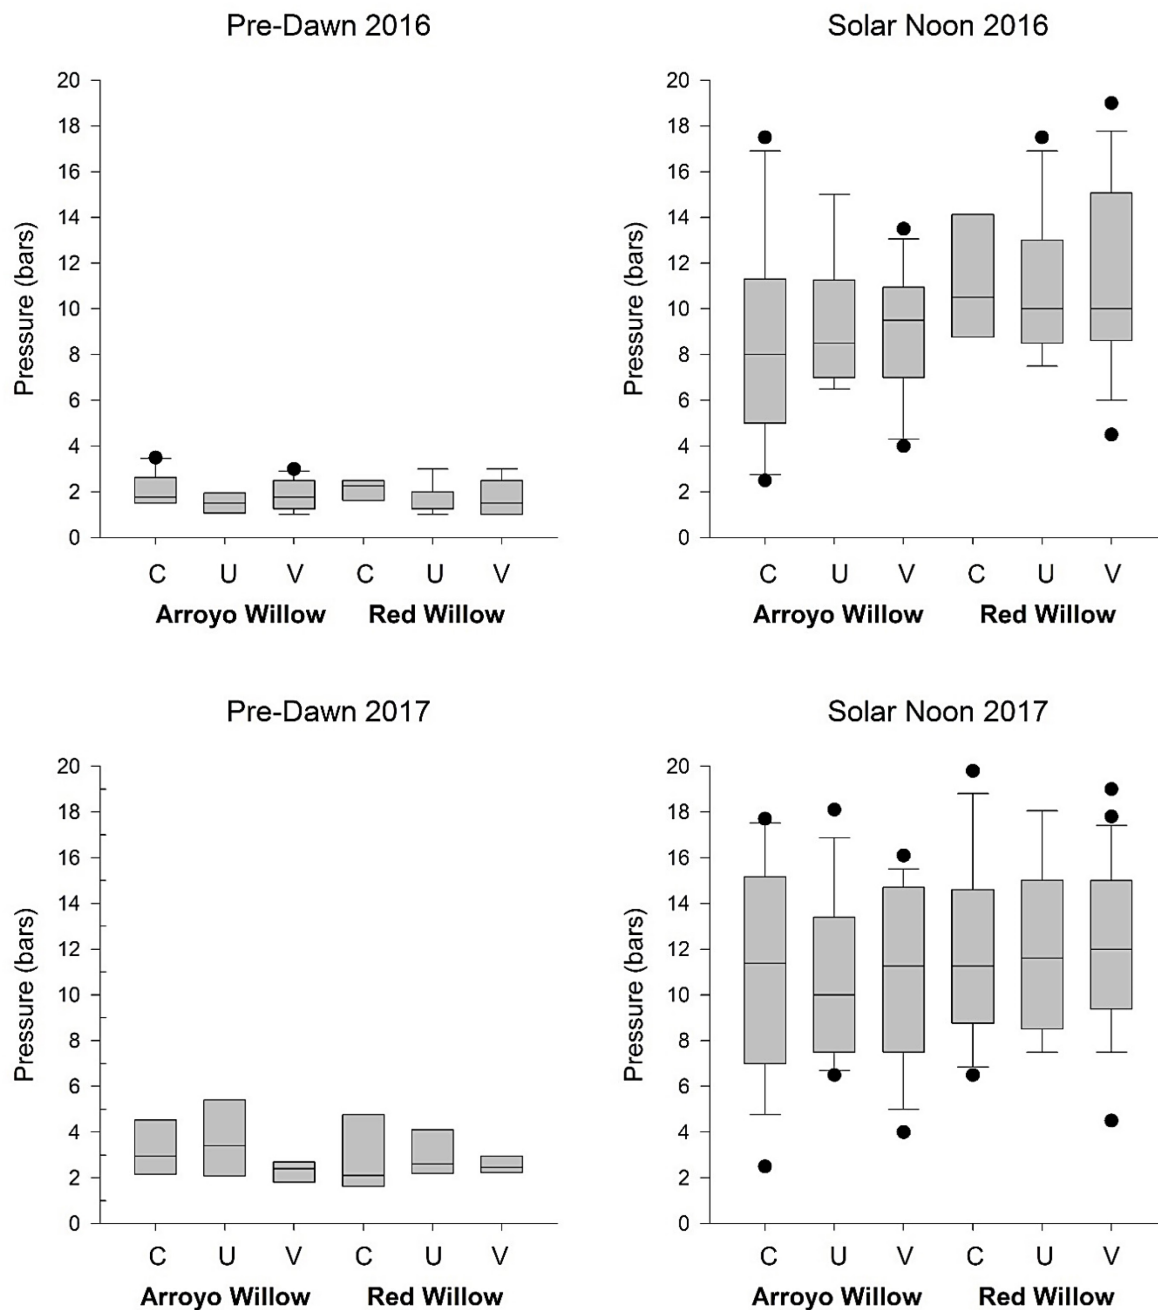 Pre-Dawn 2016
Pressure (bars)
20
18
16
14
12
10
8
6
4
2
0
C U V C U V
Arroyo Willow Red Willow
Solar Noon 2016
Pressure (bars)
20
18
16
14
12
10
8
6
4
2
0
C U V C U V
Arroyo Willow Red Willow
Pre-Dawn 2017
Pressure (bars)
20
18
16
14
12
10
8
6
4
2
0
C U V C U V
Arroyo Willow Red Willow
Solar Noon 2017
Pressure (bars)
20
18
16
14
12
10
8
6
4
2
0
C U V C U V
Arroyo Willow Red Willow